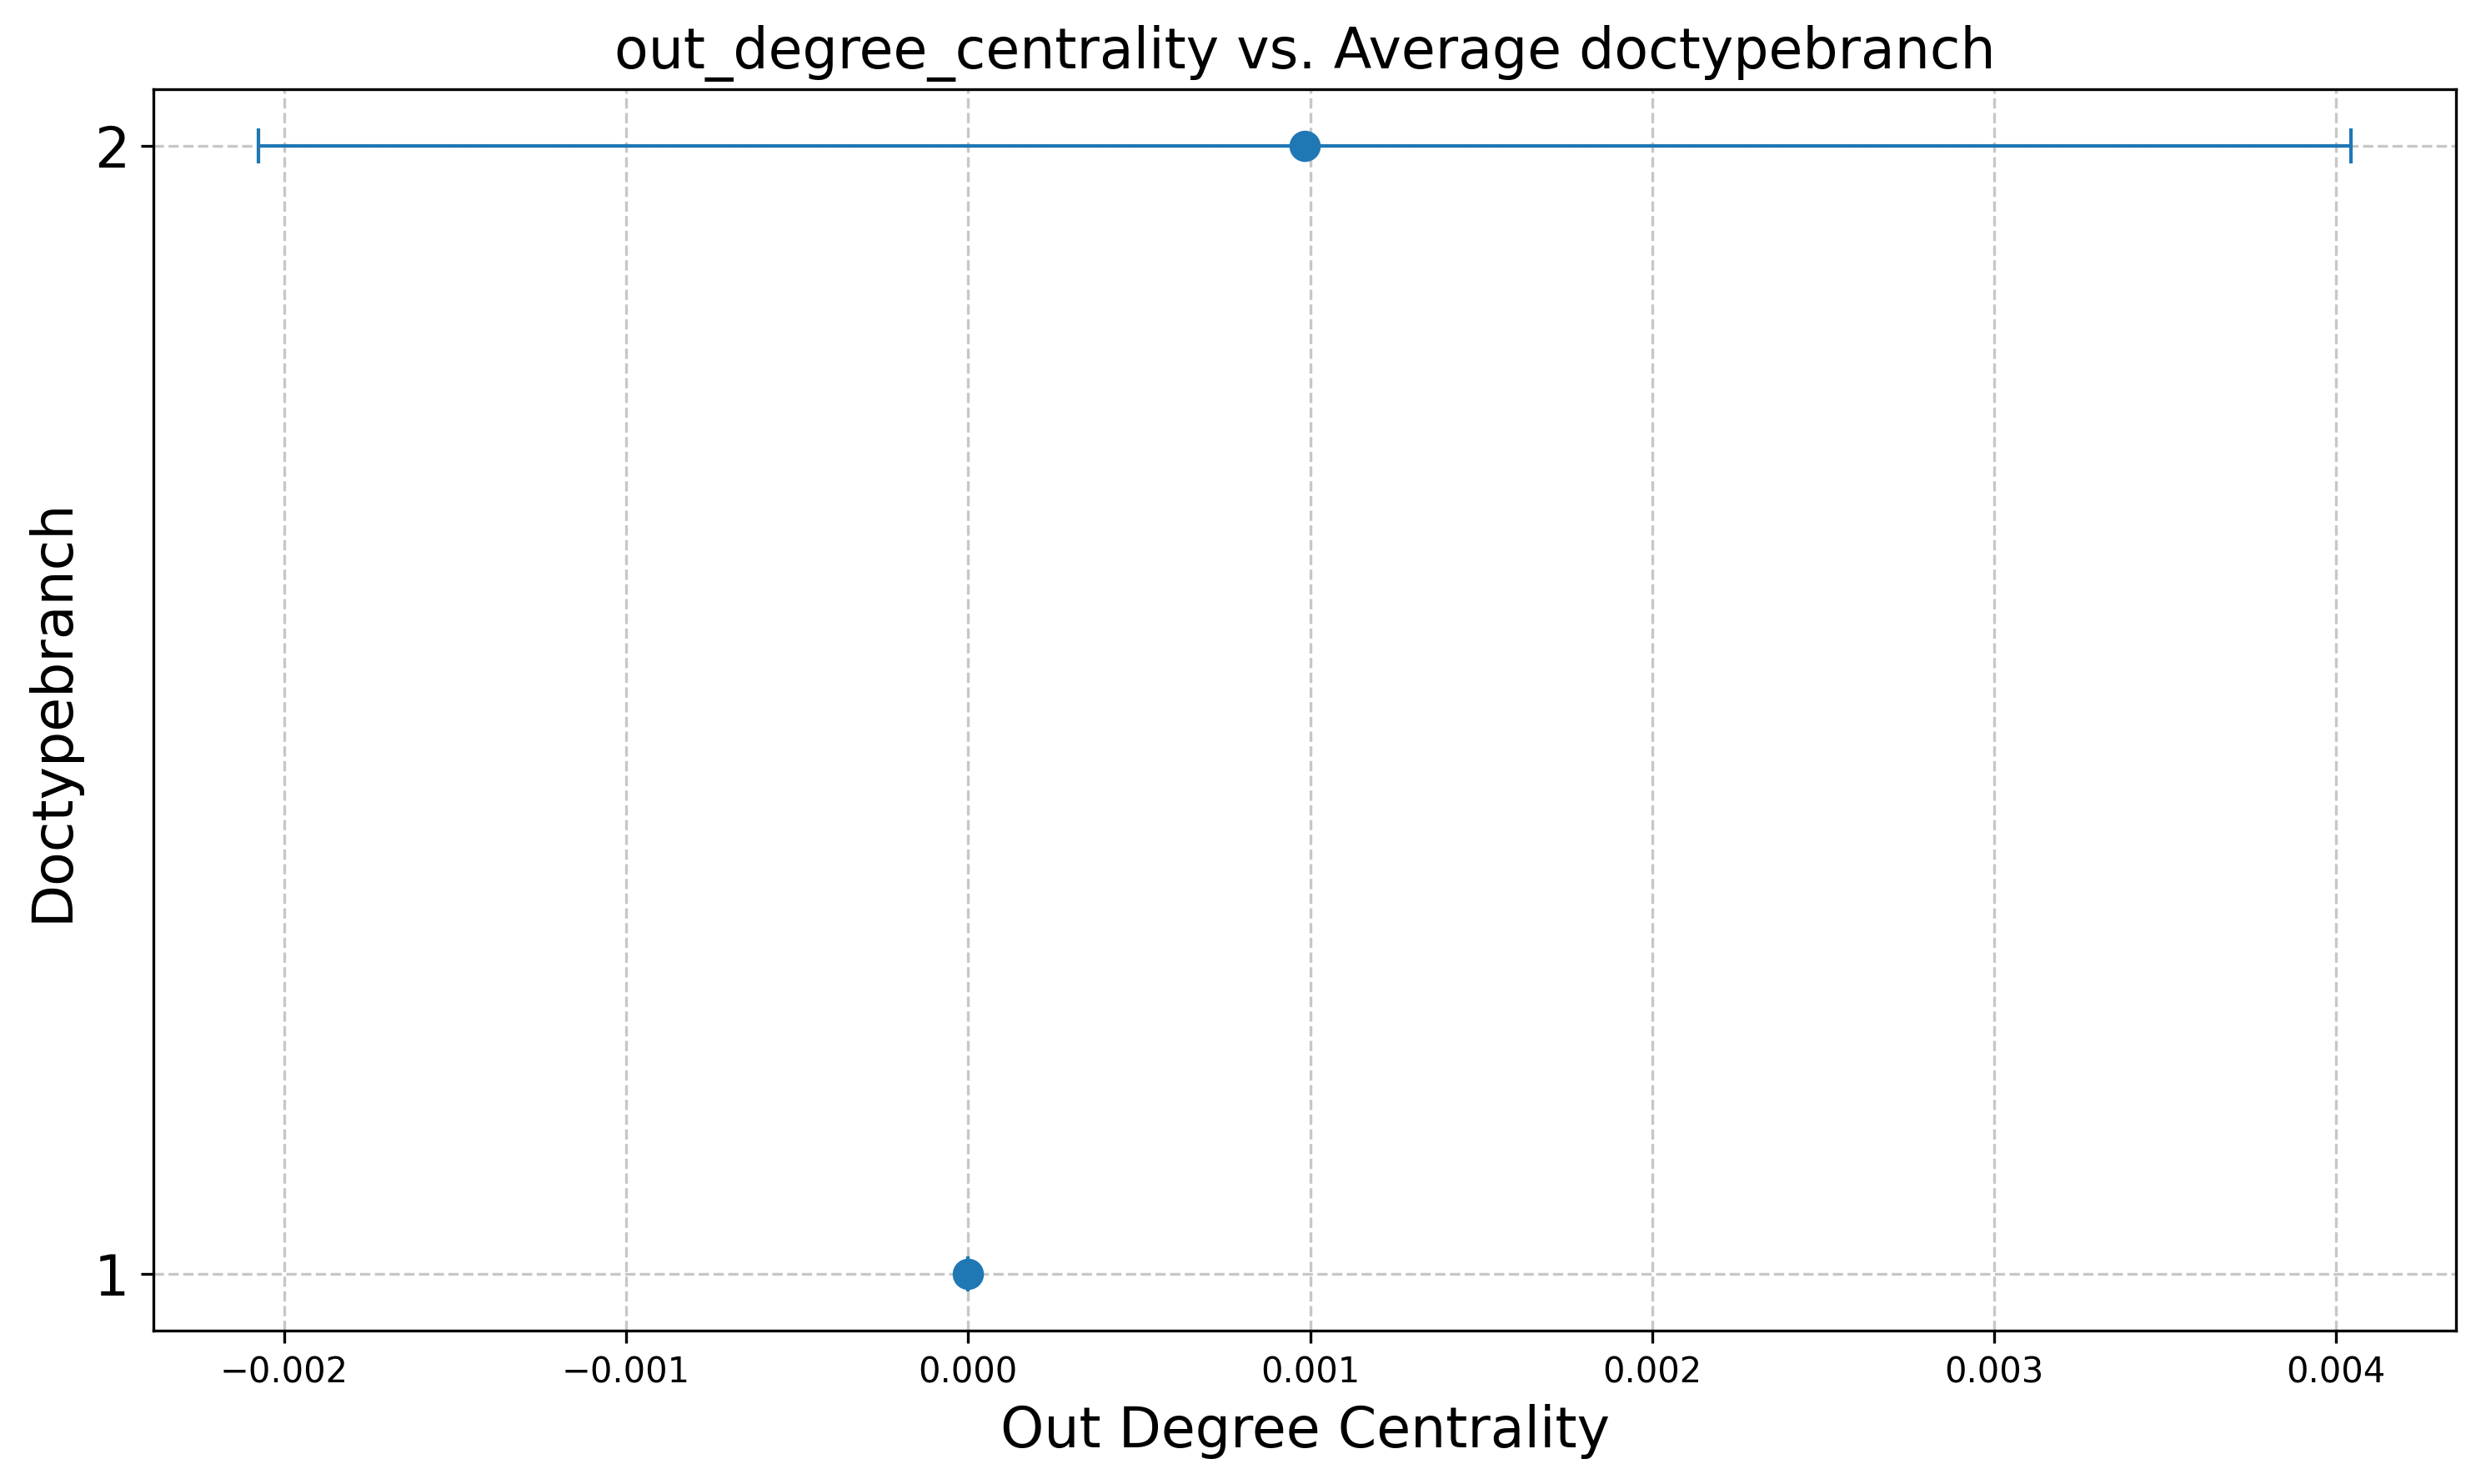 out_degree_centrality vs. Average doctypebranch
2
Doctypebranch
1
−0.002 −0.001 0.000 0.001 0.002 0.003 0.004
Out Degree Centrality